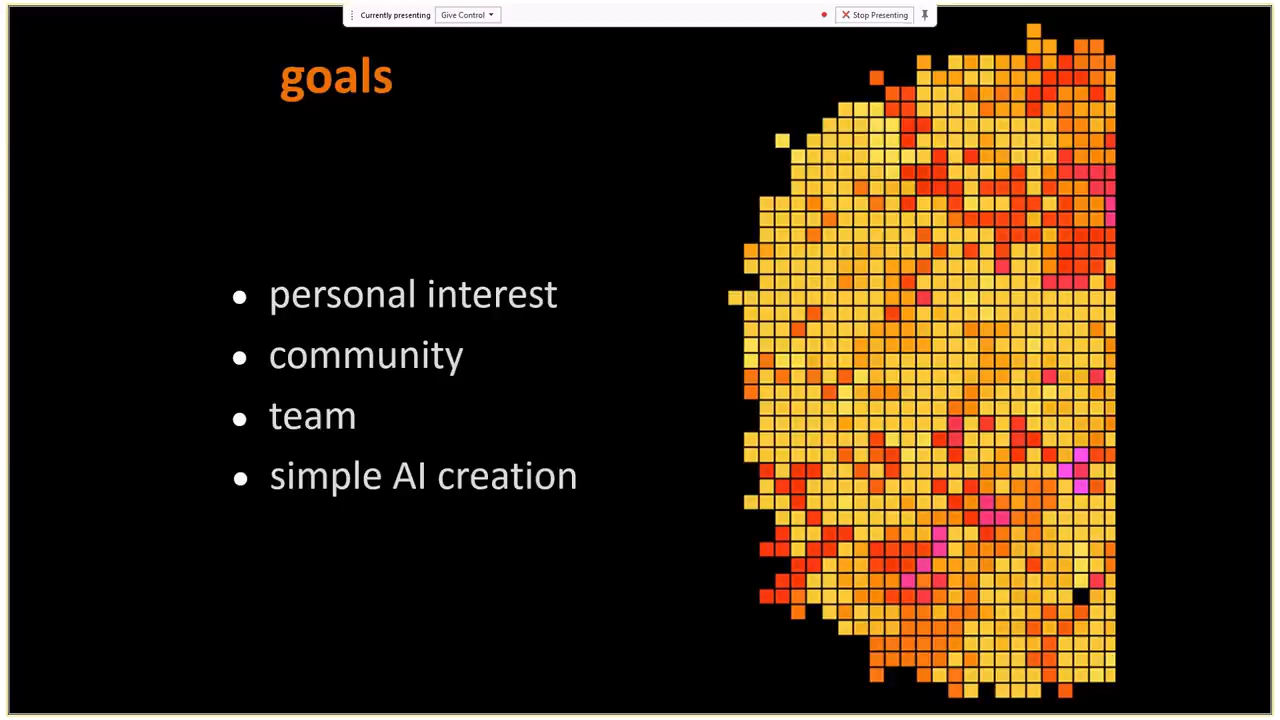 Currently presenting Give Control Stop Presenting
goals
personal interest
community
team
simple AI creation